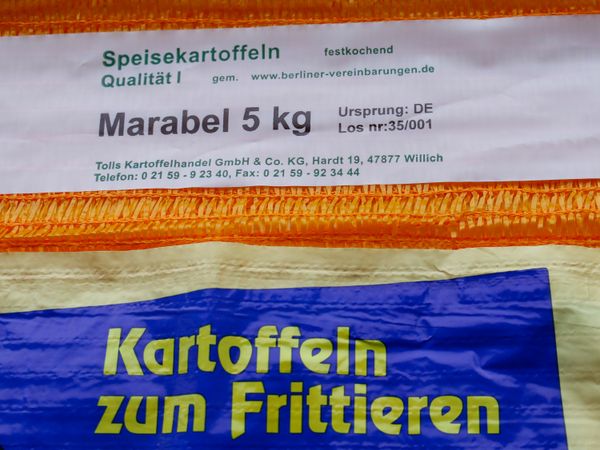 Speisekartoffeln festkochend
Qualität I gem. www.berliner-vereinbarungen.de
Marabel 5 kg Ursprung: DE
Los nr:35/001
Tolls Kartoffelhandel GmbH & Co. KG, Hardt 19, 47877 Willich
Telefon: 0 21 59 - 9 23 40, Fax: 0 21 59 - 92 34 44
Kartoffeln
zum Frittieren